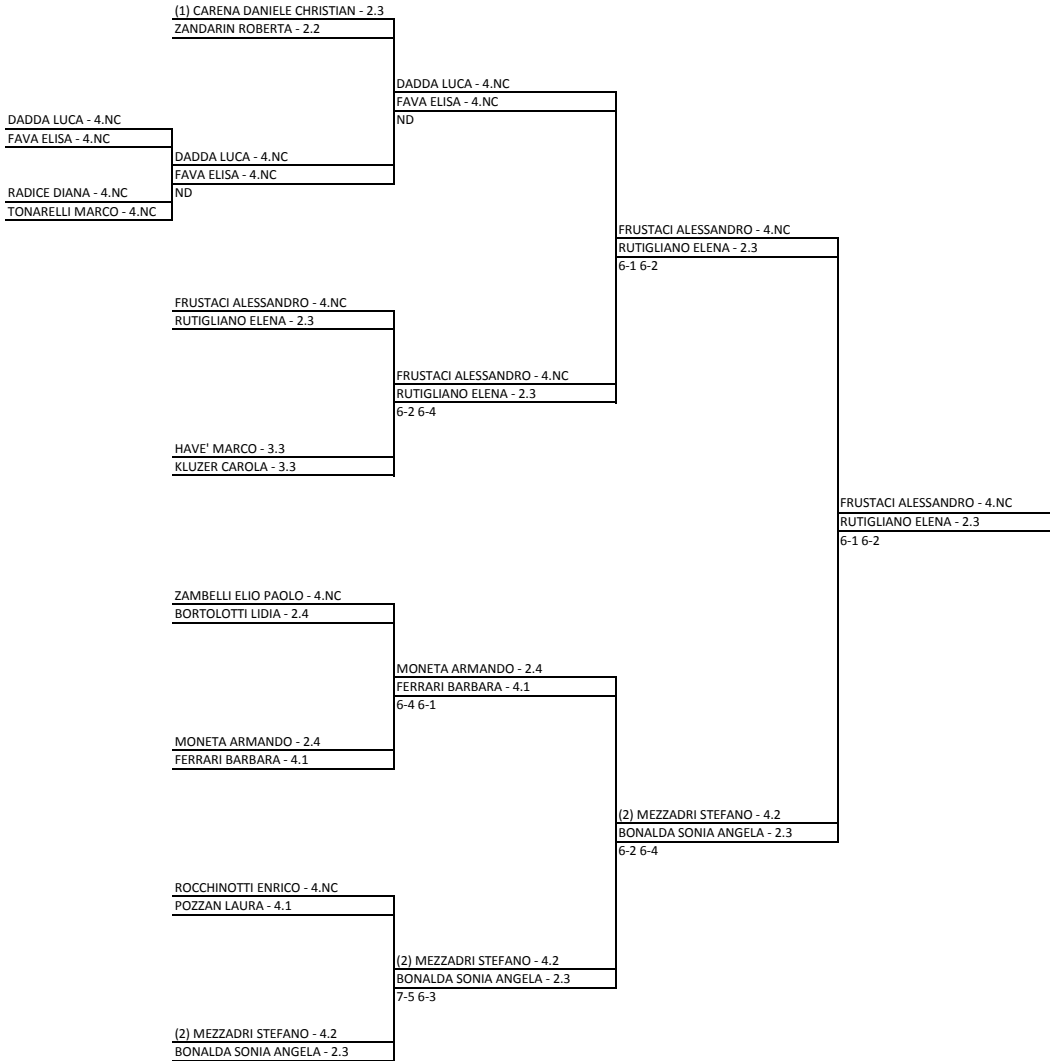 (1) CARENA DANIELE CHRISTIAN - 2.3
ZANDARIN ROBERTA - 2.2
DADDA LUCA - 4.NC
FAVA ELISA - 4.NC
ND
DADDA LUCA - 4.NC
FAVA ELISA - 4.NC
DADDA LUCA - 4.NC
FAVA ELISA - 4.NC
ND
RADICE DIANA - 4.NC
TONARELLI MARCO - 4.NC
FRUSTACI ALESSANDRO - 4.NC
RUTIGLIANO ELENA - 2.3
6-1 6-2
FRUSTACI ALESSANDRO - 4.NC
RUTIGLIANO ELENA - 2.3
FRUSTACI ALESSANDRO - 4.NC
RUTIGLIANO ELENA - 2.3
6-2 6-4
HAVE' MARCO - 3.3
KLUZER CAROLA - 3.3
FRUSTACI ALESSANDRO - 4.NC
RUTIGLIANO ELENA - 2.3
6-1 6-2
ZAMBELLI ELIO PAOLO - 4.NC
BORTOLOTTI LIDIA - 2.4
MONETA ARMANDO - 2.4
FERRARI BARBARA - 4.1
6-4 6-1
MONETA ARMANDO - 2.4
FERRARI BARBARA - 4.1
(2) MEZZADRI STEFANO - 4.2
BONALDA SONIA ANGELA - 2.3
6-2 6-4
ROCCHINOTTI ENRICO - 4.NC
POZZAN LAURA - 4.1
(2) MEZZADRI STEFANO - 4.2
BONALDA SONIA ANGELA - 2.3
7-5 6-3
(2) MEZZADRI STEFANO - 4.2
BONALDA SONIA ANGELA - 2.3